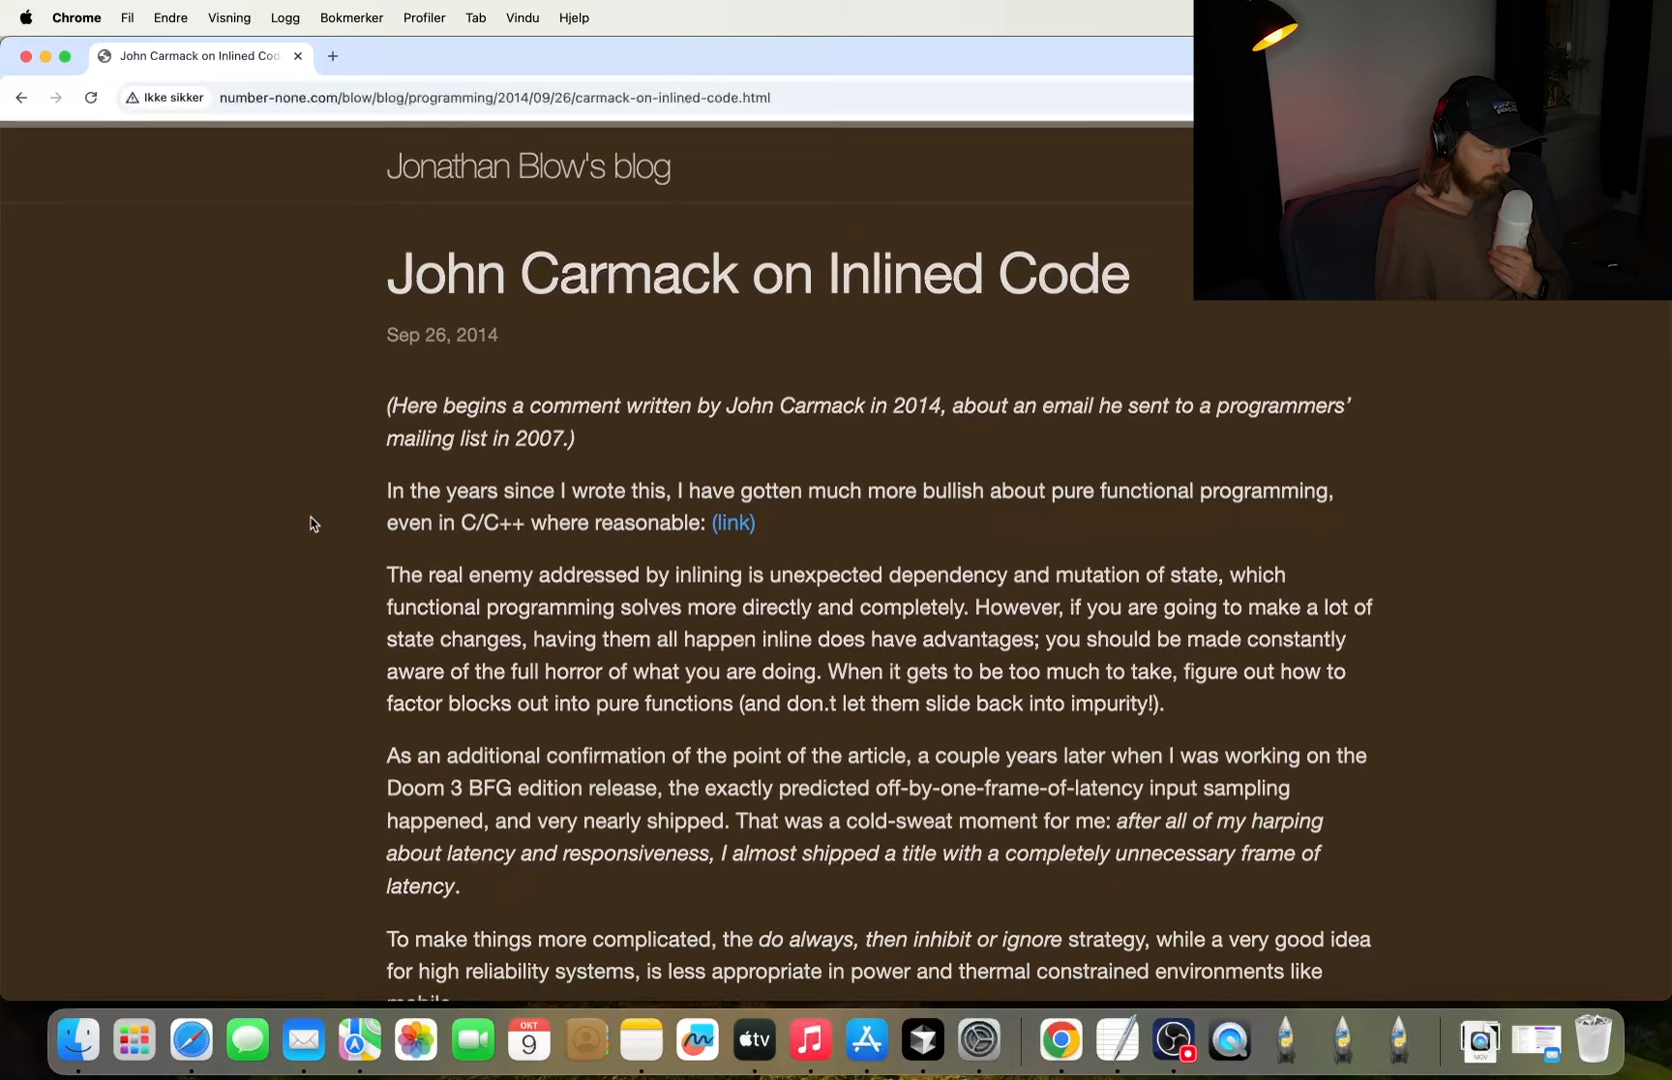 Chrome Fil Endre Visning Logg Bokmerker Profiler Tab Vindu Hjelp
John Carmack on Inlined Cod
Ikke sikker number-none.com/blow/blog/programming/2014/09/26/carmack-on-inlined-code.html
Jonathan Blow's blog
John Carmack on Inlined Code
Sep 26, 2014
(Here begins a comment written by John Carmack in 2014, about an email he sent to a programmers’
mailing list in 2007.)
In the years since I wrote this, I have gotten much more bullish about pure functional programming,
even in C/C++ where reasonable: (link)
The real enemy addressed by inlining is unexpected dependency and mutation of state, which
functional programming solves more directly and completely. However, if you are going to make a lot of
state changes, having them all happen inline does have advantages; you should be made constantly
aware of the full horror of what you are doing. When it gets to be too much to take, figure out how to
factor blocks out into pure functions (and don.t let them slide back into impurity!).
As an additional confirmation of the point of the article, a couple years later when I was working on the
Doom 3 BFG edition release, the exactly predicted off-by-one-frame-of-latency input sampling
happened, and very nearly shipped. That was a cold-sweat moment for me: after all of my harping
about latency and responsiveness, I almost shipped a title with a completely unnecessary frame of
latency.
To make things more complicated, the do always, then inhibit or ignore strategy, while a very good idea
for high reliability systems, is less appropriate in power and thermal constrained environments like
mobile.
OKT
9
tv
MOV